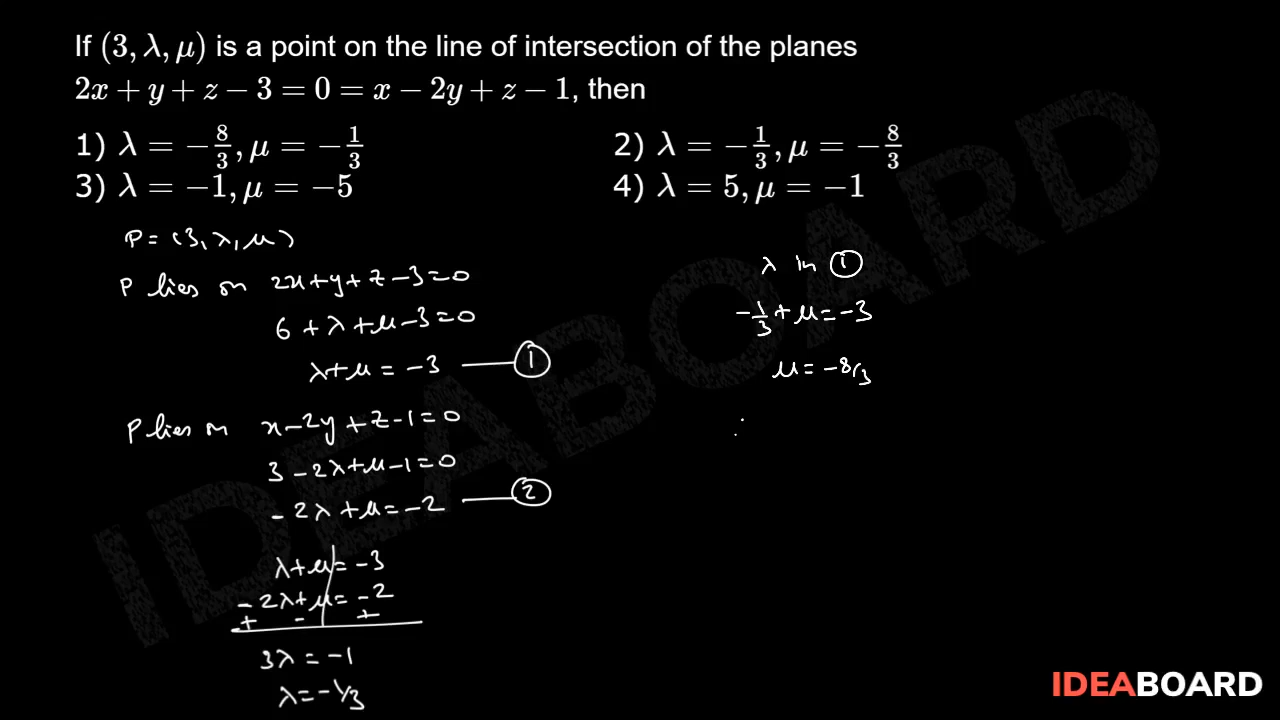 If (3, λ, μ) is a point on the line of intersection of the planes
2x + y + z − 3 = 0 = x − 2y + z − 1, then
1) λ = −8/3, μ = −1/3
2) λ = −1/3, μ = −8/3
3) λ = −1, μ = −5
4) λ = 5, μ = −1
P = (3, λ, μ)
P lies on 2x+y+z−3=0
6 + λ + μ − 3 = 0
λ+μ = −3 —— ①
P lies on x−2y+z−1=0
3 − 2λ+μ−1=0
− 2λ + μ = −2 —— ②
λ+μ = −3
− 2λ+μ = −2
+ − +
3λ = −1
λ = −1/3
λ in ①
−1/3 + μ = −3
μ = −8/3
IDEABOARD
IDEABOARD